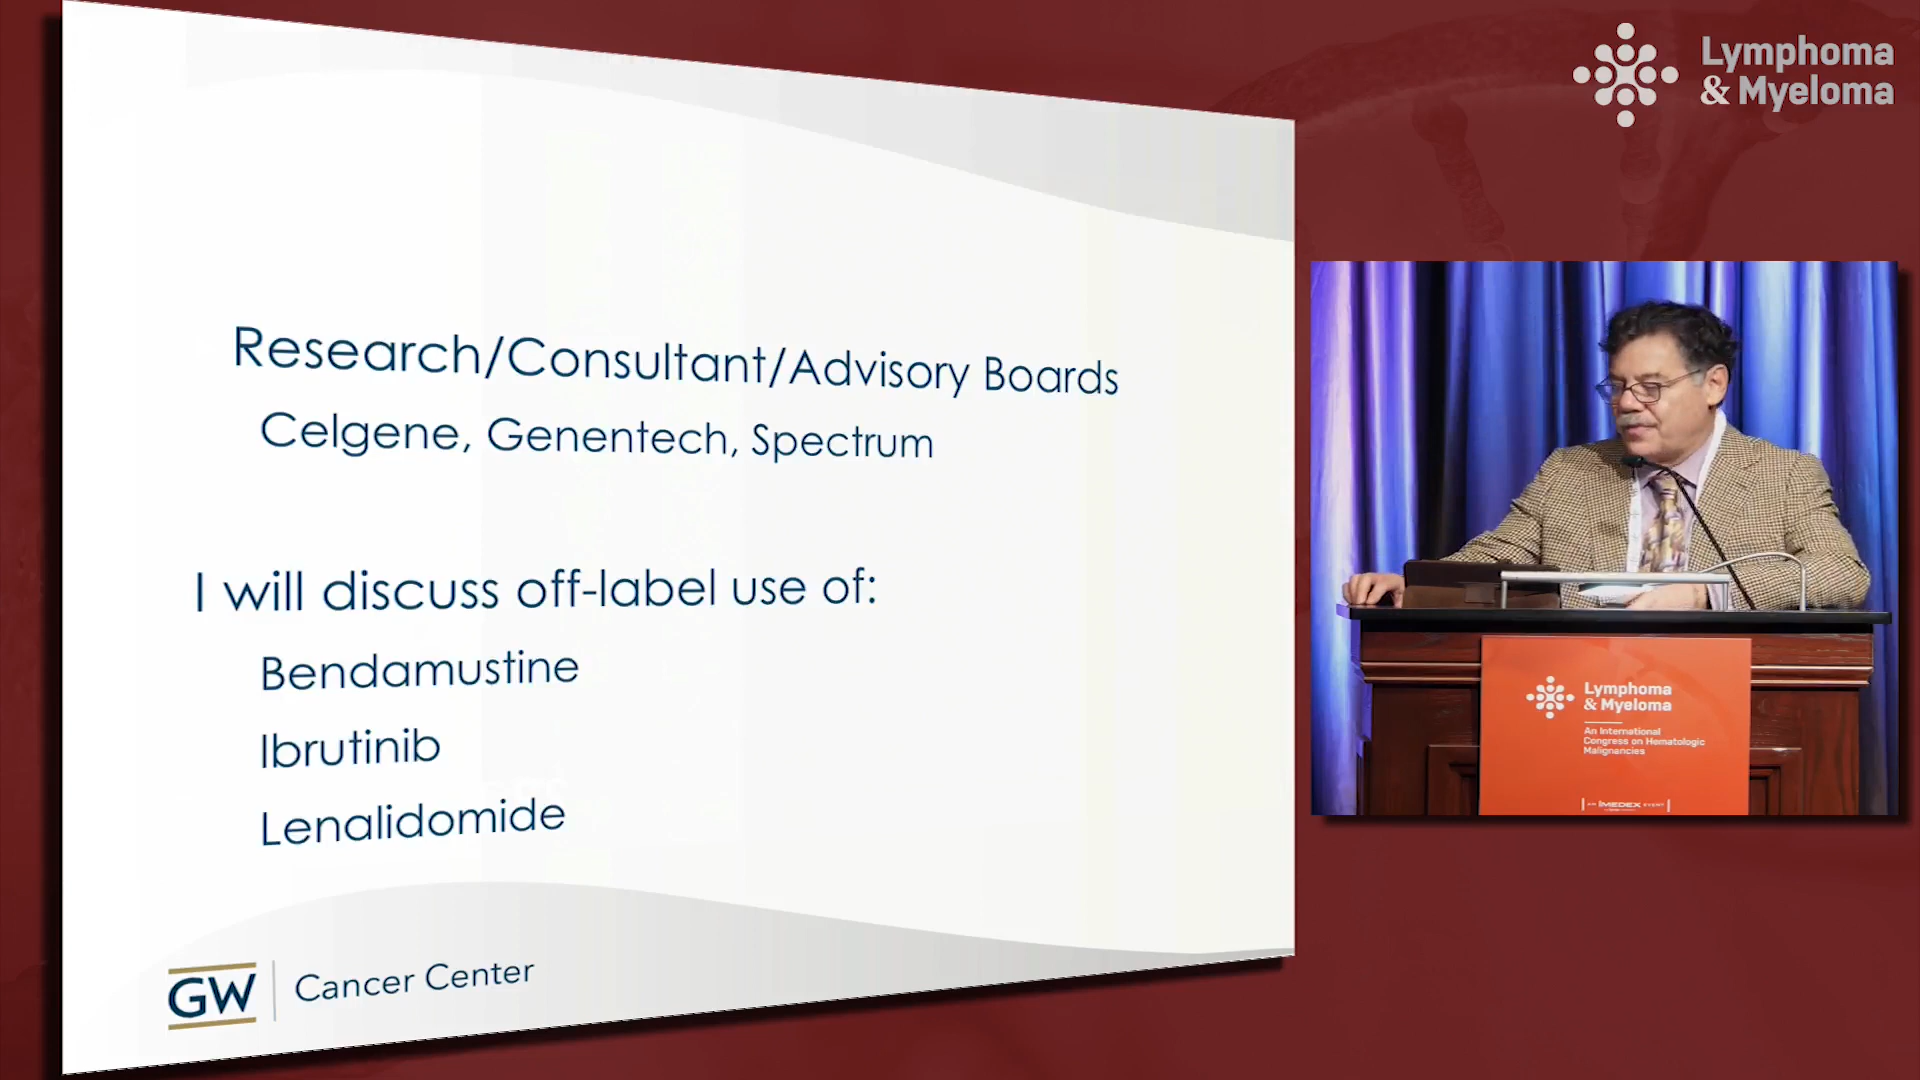 Lymphoma
& Myeloma
Research/Consultant/Advisory Boards
Celgene, Genentech, Spectrum
I will discuss off-label use of:
Bendamustine
Ibrutinib
Lenalidomide
GW Cancer Center
Lymphoma
& Myeloma
An International
Congress on Hematologic
Malignancies
AN IMEDEX EVENT